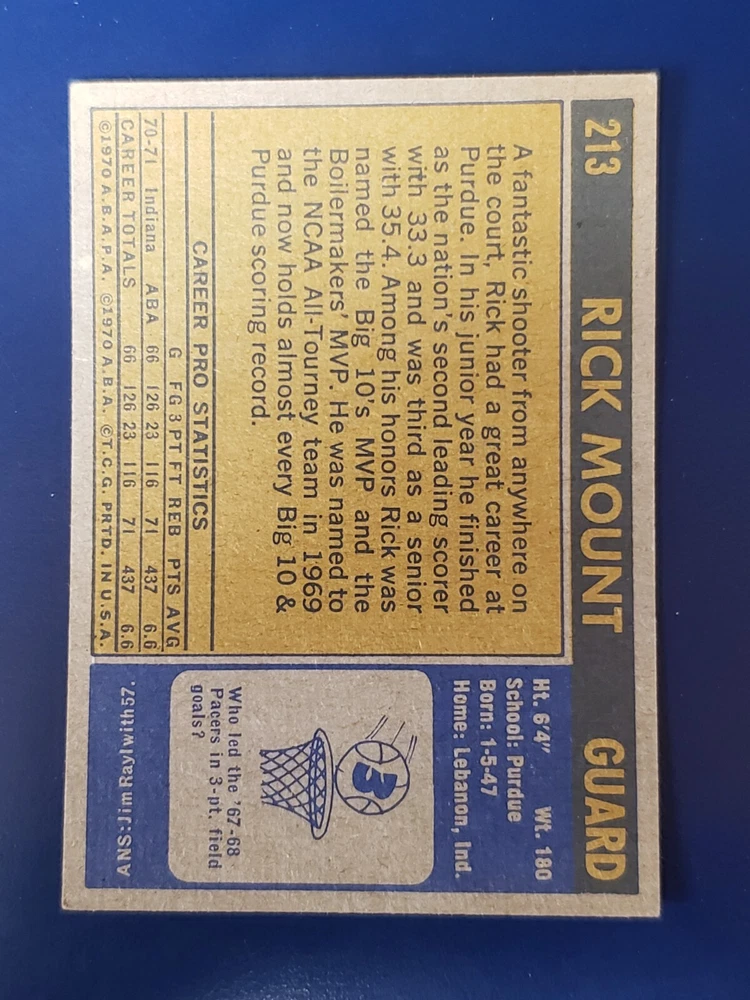 213 RICK MOUNT GUARD
A fantastic shooter from anywhere on
the court, Rick had a great career at
Purdue. In his junior year he finished
as the nation's second leading scorer
with 33.3 and was third as a senior
with 35.4. Among his honors Rick was
named the Big 10's MVP and the
Boilermakers' MVP. He was named to
the NCAA All-Tourney team in 1969
and now holds almost every Big 10 &
Purdue scoring record.
CAREER PRO STATISTICS
G FG 3PT FT REB PTS AVG
70-71 Indiana ABA 66 126 23 116 71 437 6.6
CAREER TOTALS 66 126 23 116 71 437 6.6
©1970 A.B.A.P.A. ©1970 A.B.A. ©T.C.G. PRTD. IN U.S.A.
Ht. 6'4" Wt. 180
School: Purdue
Born: 1-5-47
Home: Lebanon, Ind.
3
Who led the '67-68
Pacers in 3-pt. field
goals?
ANS: Jim Rayl with 57.